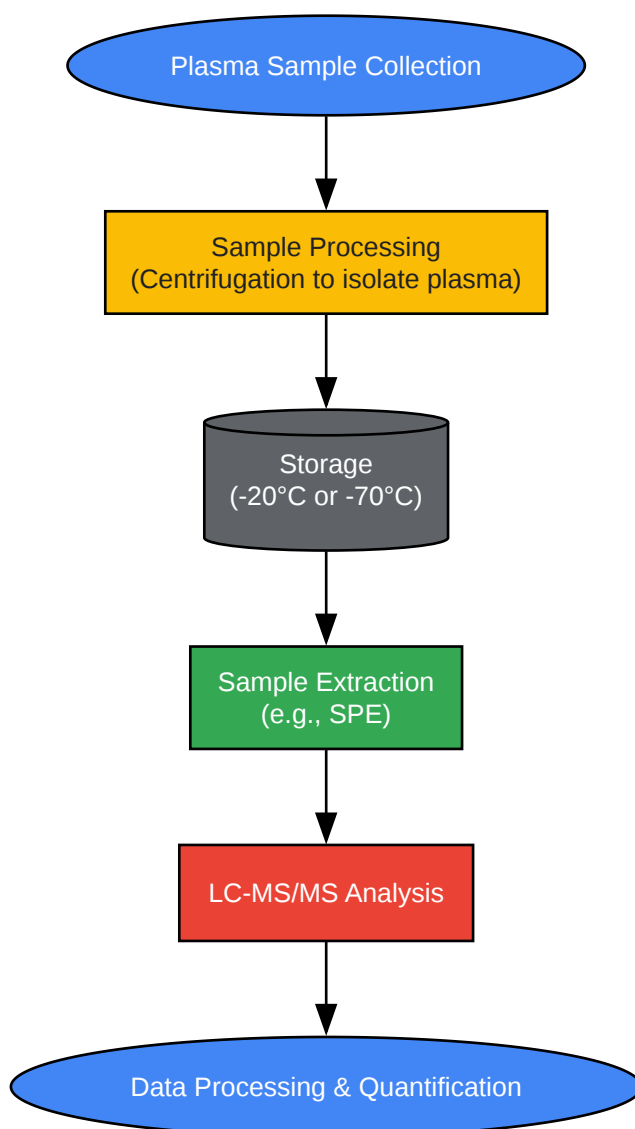 Plasma Sample Collection
Sample Processing
(Centrifugation to isolate plasma)
Storage
(-20°C or -70°C)
Sample Extraction
(e.g., SPE)
LC-MS/MS Analysis
Data Processing & Quantification